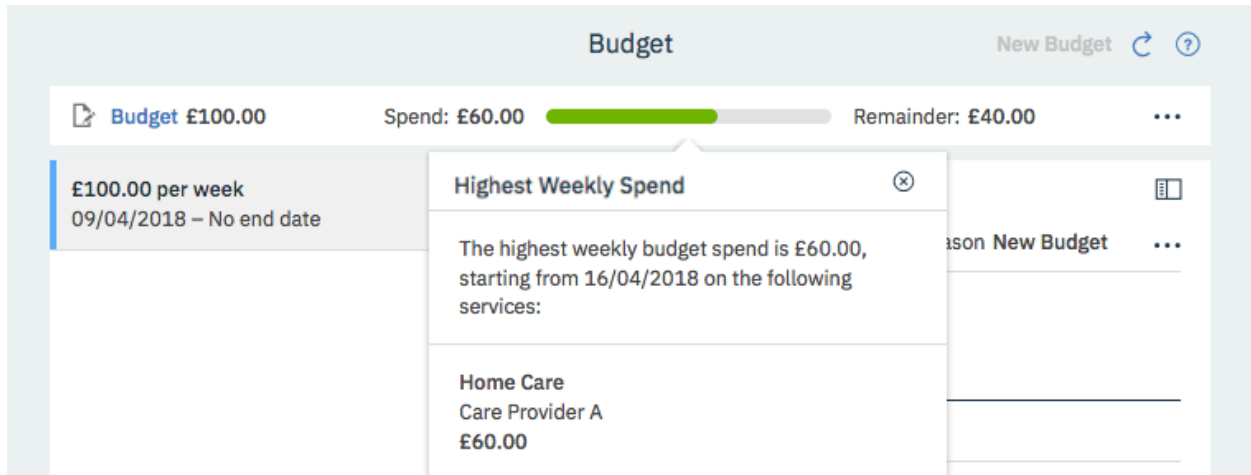 Budget
New Budget
Budget £100.00 Spend: £60.00 Remainder: £40.00
£100.00 per week
09/04/2018 – No end date
Highest Weekly Spend
The highest weekly budget spend is £60.00,
starting from 16/04/2018 on the following
services:
Home Care
Care Provider A
£60.00
New Budget